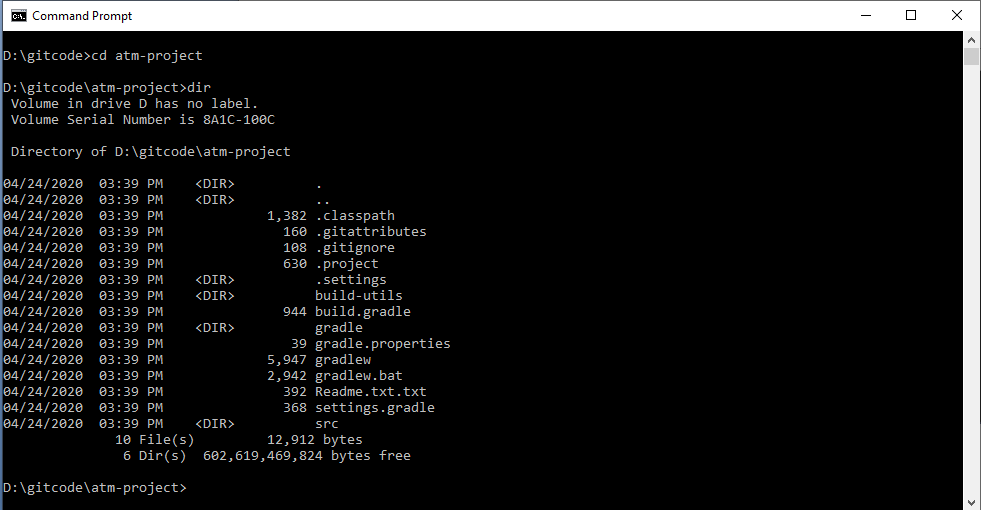 Command Prompt
D:\gitcode>cd atm-project
D:\gitcode\atm-project>dir
 Volume in drive D has no label.
 Volume Serial Number is 8A1C-100C
 Directory of D:\gitcode\atm-project
04/24/2020  03:39 PM    <DIR>          .
04/24/2020  03:39 PM    <DIR>          ..
04/24/2020  03:39 PM             1,382 .classpath
04/24/2020  03:39 PM               160 .gitattributes
04/24/2020  03:39 PM               108 .gitignore
04/24/2020  03:39 PM               630 .project
04/24/2020  03:39 PM    <DIR>          .settings
04/24/2020  03:39 PM    <DIR>          build-utils
04/24/2020  03:39 PM               944 build.gradle
04/24/2020  03:39 PM    <DIR>          gradle
04/24/2020  03:39 PM                39 gradle.properties
04/24/2020  03:39 PM             5,947 gradlew
04/24/2020  03:39 PM             2,942 gradlew.bat
04/24/2020  03:39 PM               392 Readme.txt.txt
04/24/2020  03:39 PM               368 settings.gradle
04/24/2020  03:39 PM    <DIR>          src
              10 File(s)         12,912 bytes
               6 Dir(s)  602,619,469,824 bytes free
D:\gitcode\atm-project>